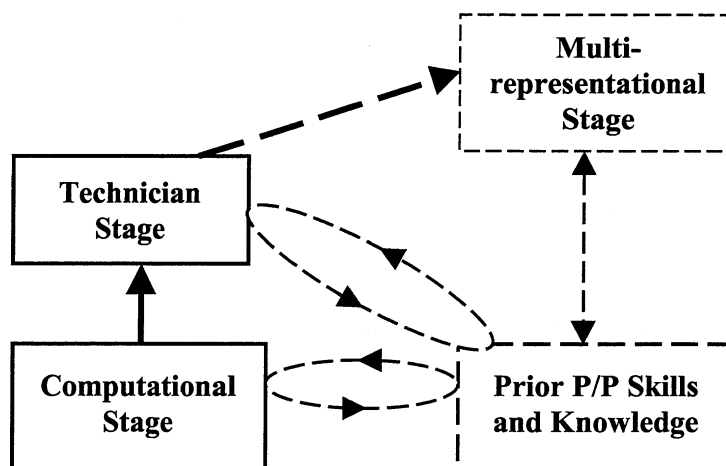 Multi-
representational
Stage
Technician
Stage
Computational
Stage
Prior P/P Skills
and Knowledge